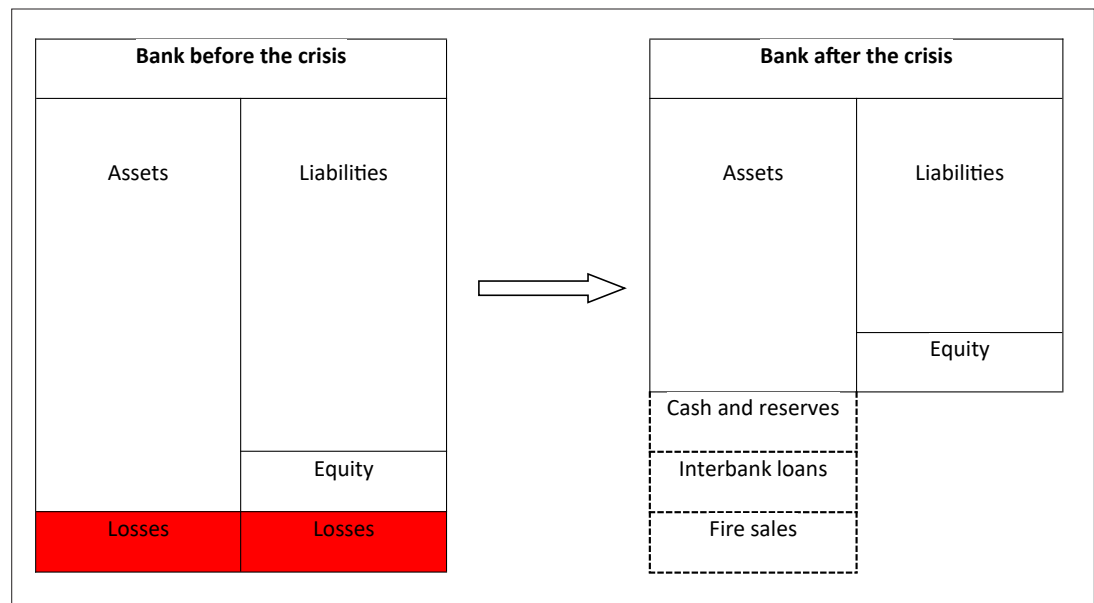 Bank before the crisis
Assets
Liabilities
Equity
Losses
Losses
Bank after the crisis
Assets
Liabilities
Equity
Cash and reserves
Interbank loans
Fire sales